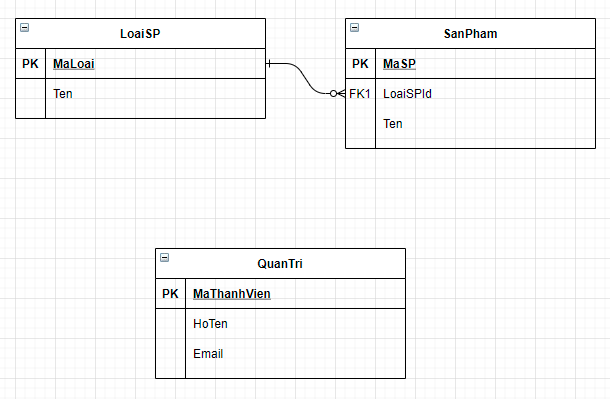 LoaiSP
PK MaLoai
Ten
SanPham
PK MaSP
FK1 LoaiSPId
Ten
QuanTri
PK MaThanhVien
HoTen
Email